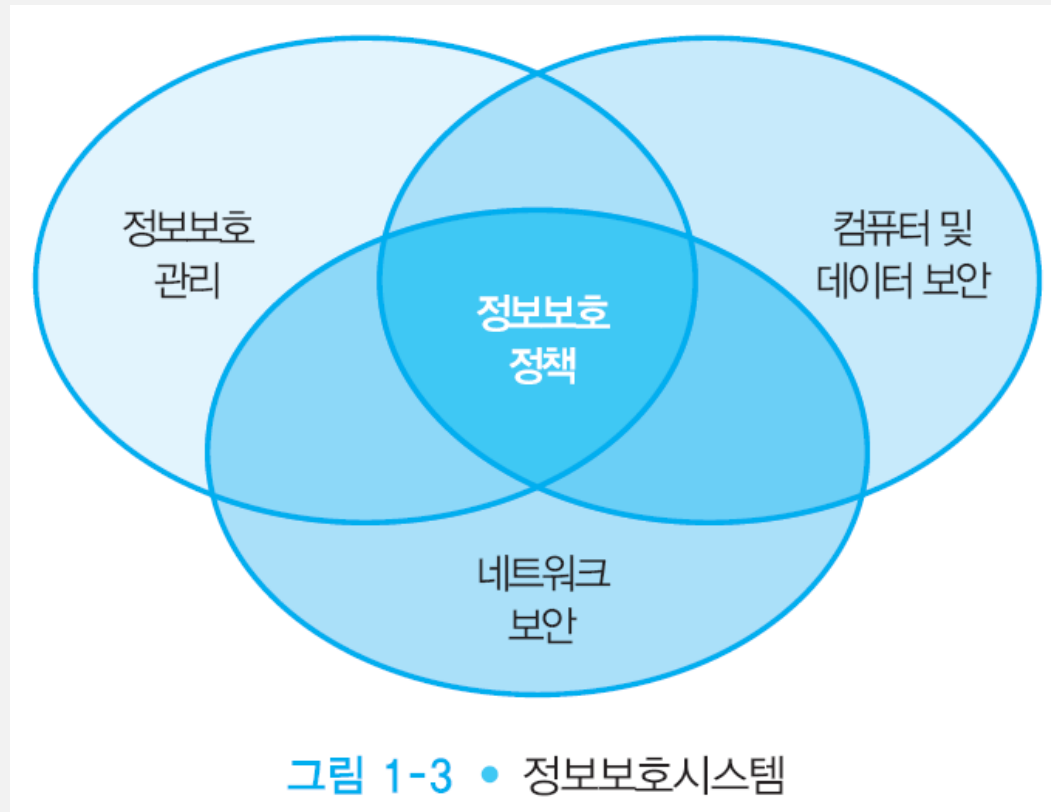 정보보호
관리
컴퓨터 및
데이터 보안
정보보호
정책
네트워크
보안
그림 1-3 • 정보보호시스템